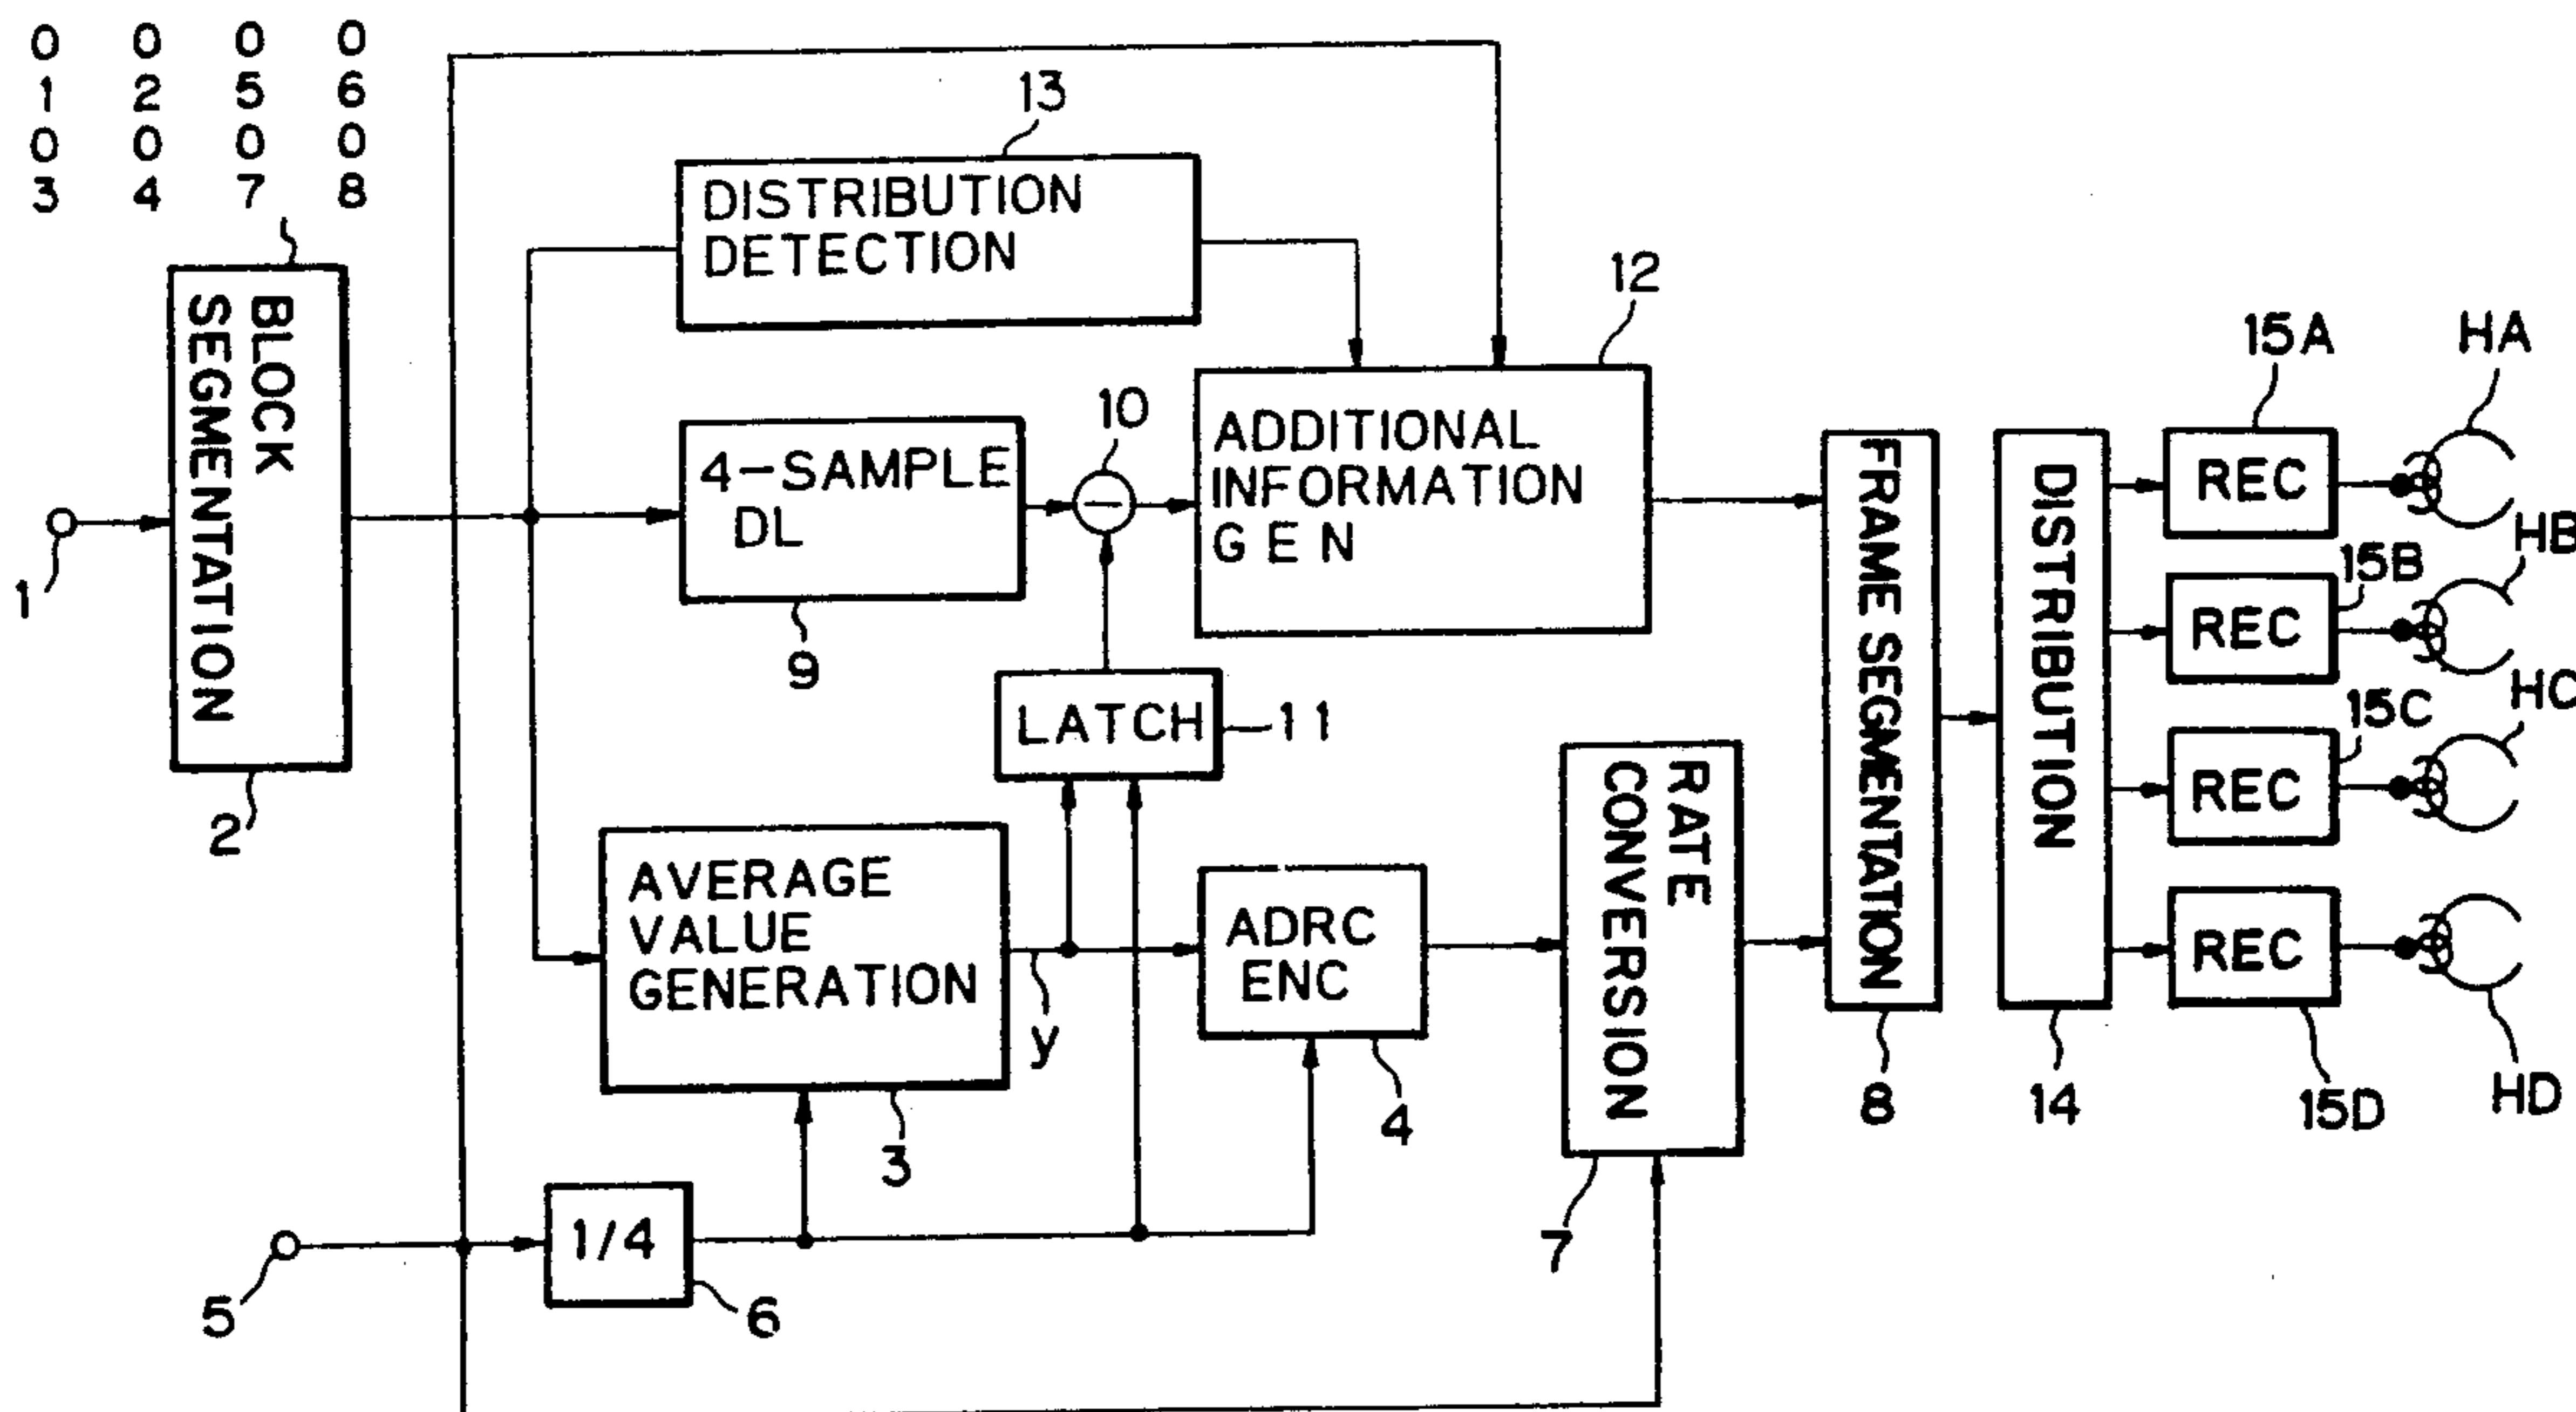 0 0 0 0
1 2 5 6
0 0 0 0
3 4 7 8
13
DISTRIBUTION
DETECTION
12
BLOCK
SEGMENTATION
2
1
4-SAMPLE
DL
9
10
ADDITIONAL
INFORMATION
GEN
LATCH
11
AVERAGE
VALUE
GENERATION
3
y
ADRC
ENC
4
RATE
CONVERSION
7
5
1/4
6
FRAME SEGMENTATION
8
DISTRIBUTION
14
15A
REC
HA
15B
REC
HB
15C
REC
HC
15D
REC
HD